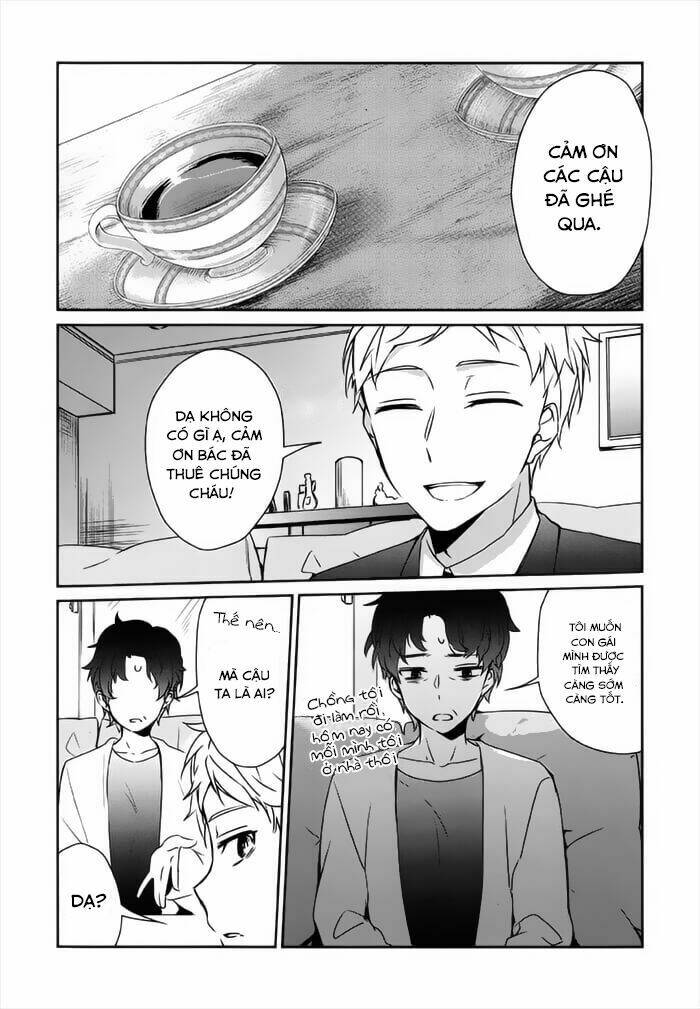 CẢM ƠN
CÁC CẬU
ĐÃ GHÉ
QUA.
DẠ KHÔNG
CÓ GÌ Ạ, CẢM
ƠN BÁC ĐÃ
THUÊ CHÚNG
CHÁU!
TÔI MUỐN
CON GÁI
MÌNH ĐƯỢC
TÌM THẤY
CÀNG SỚM
CÀNG TỐT.
Chồng tôi
đi làm rồi,
hôm nay có
mỗi mình tôi
ở nhà thôi
Thế nên...
MÀ CẬU
TA LÀ AI?
DẠ?